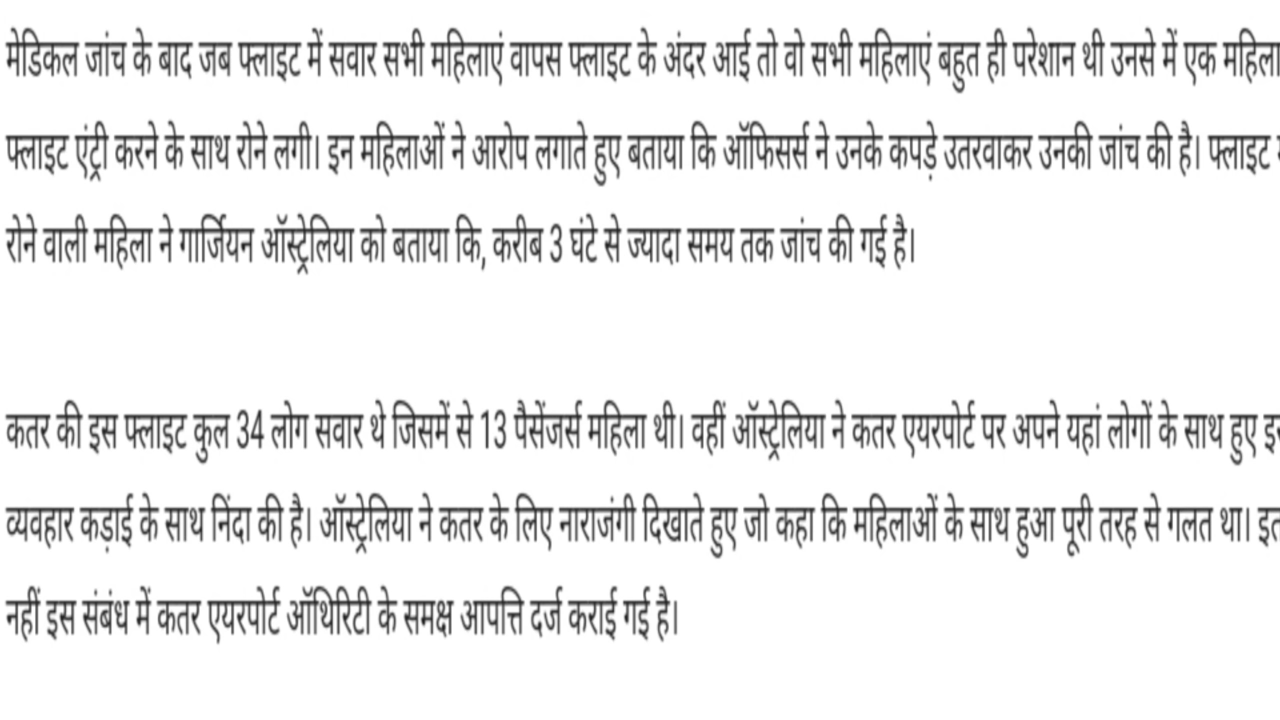 मेडिकल जांच के बाद जब फ्लाइट में सवार सभी महिलाएं वापस फ्लाइट के अंदर आई तो वो सभी महिलाएं बहुत ही परेशान थी उनसे में एक महिला
फ्लाइट एंट्री करने के साथ रोने लगी। इन महिलाओं ने आरोप लगाते हुए बताया कि ऑफिसर्स ने उनके कपड़े उतरवाकर उनकी जांच की है। फ्लाइट
रोने वाली महिला ने गार्जियन ऑस्ट्रेलिया को बताया कि, करीब 3 घंटे से ज्यादा समय तक जांच की गई है।
कतर की इस फ्लाइट कुल 34 लोग सवार थे जिसमें से 13 पैसेंजर्स महिला थी। वहीं ऑस्ट्रेलिया ने कतर एयरपोर्ट पर अपने यहां लोगों के साथ हुए
व्यवहार कड़ाई के साथ निंदा की है। ऑस्ट्रेलिया ने कतर के लिए नाराजंगी दिखाते हुए जो कहा कि महिलाओं के साथ हुआ पूरी तरह से गलत था।
नहीं इस संबंध में कतर एयरपोर्ट ऑथिरिटी के समक्ष आपत्ति दर्ज कराई गई है।